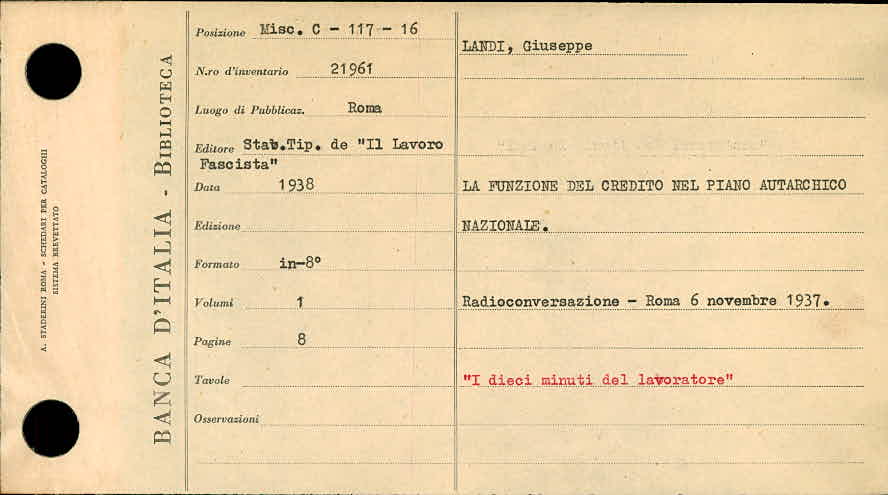 A. STADERINI ROMA - SCHEDARI PER CATALOGHI
SISTEMA BREVETTATO
BANCA D'ITALIA - BIBLIOTECA
Posizione Misc. C - 117 - 16
N.ro d'inventario 21961
Luogo di Pubblicaz. Roma
Editore Stab.Tip. de "Il Lavoro
Fascista"
Data 1938
Edizione
Formato in-8°
Volumi 1
Pagine 8
Tavole
Osservazioni
LANDI, Giuseppe
LA FUNZIONE DEL CREDITO NEL PIANO AUTARCHICO
NAZIONALE.
Radioconversazione - Roma 6 novembre 1937.
"I dieci minuti del lavoratore"